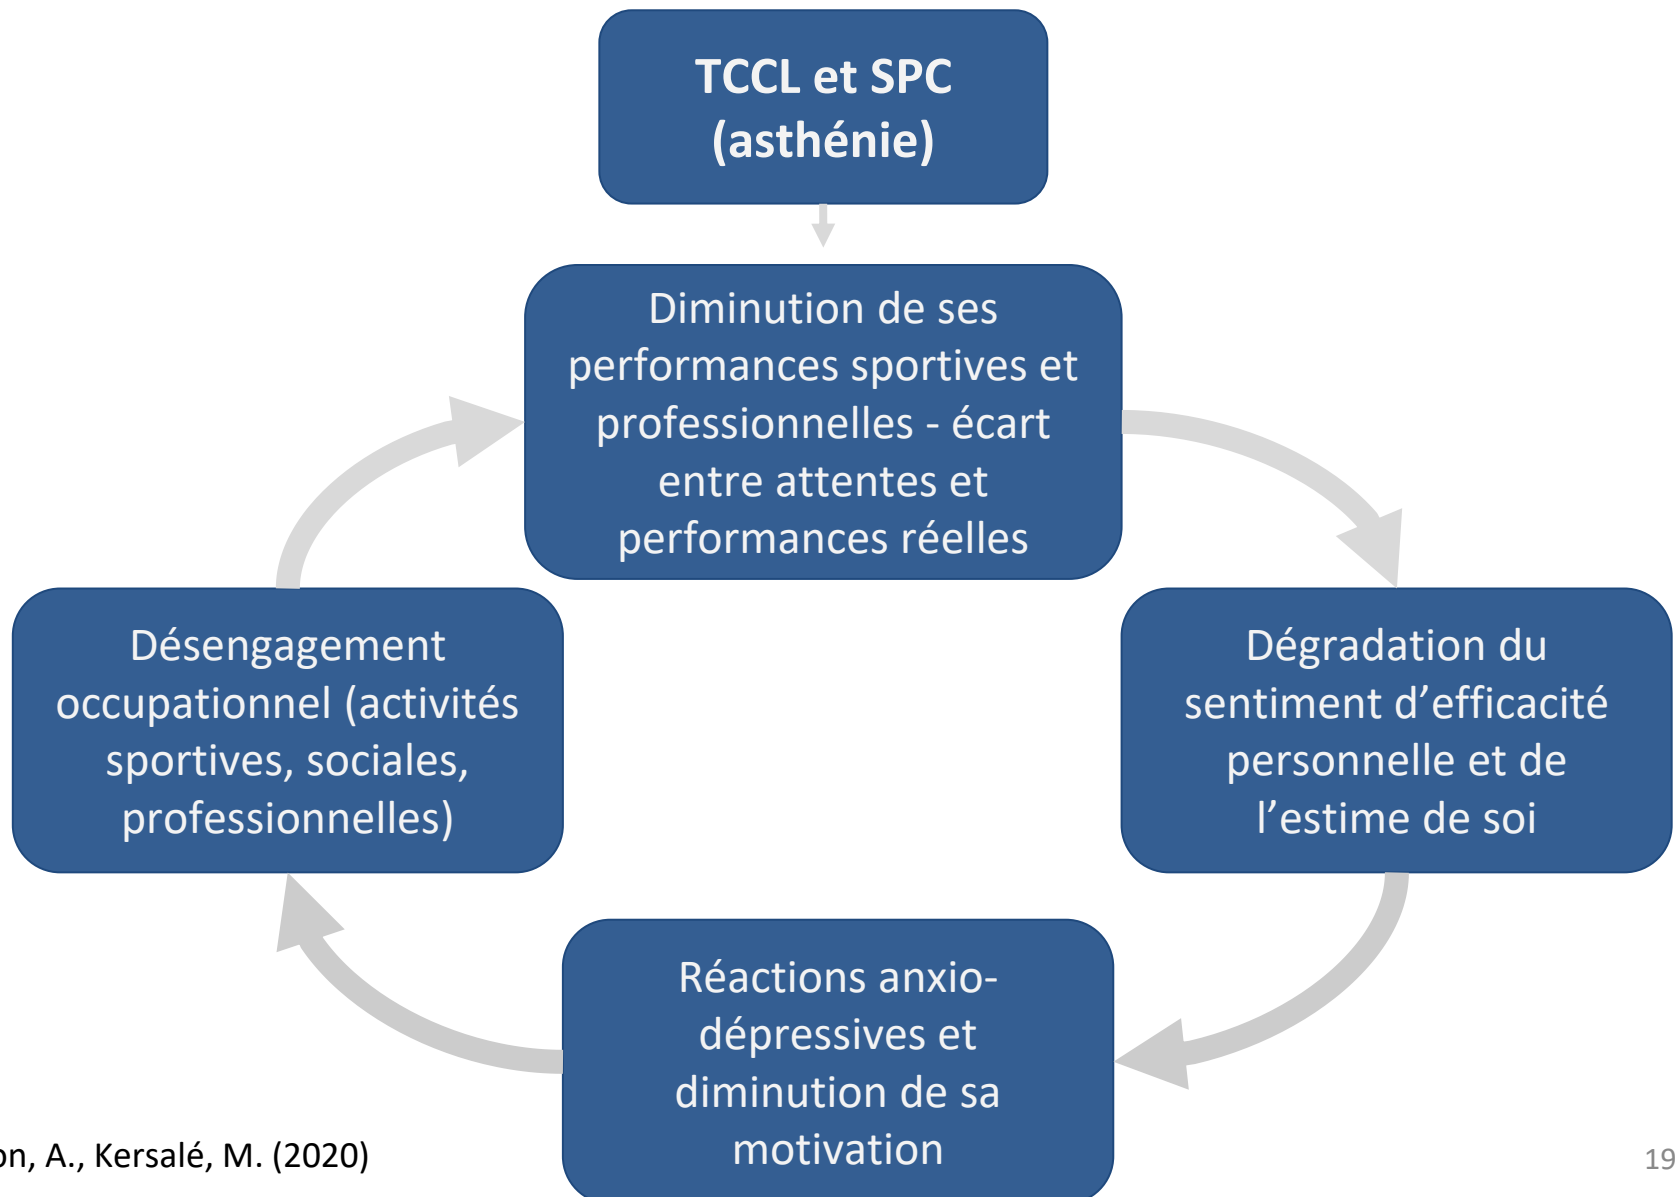 TCCL et SPC
(asthénie)
Diminution de ses
performances sportives et
professionnelles - écart
entre attentes et
performances réelles
Désengagement
occupationnel (activités
sportives, sociales,
professionnelles)
Dégradation du
sentiment d’efficacité
personnelle et de
l’estime de soi
Réactions anxio-
dépressives et
diminution de sa
motivation
A., Kersalé, M. (2020)
19